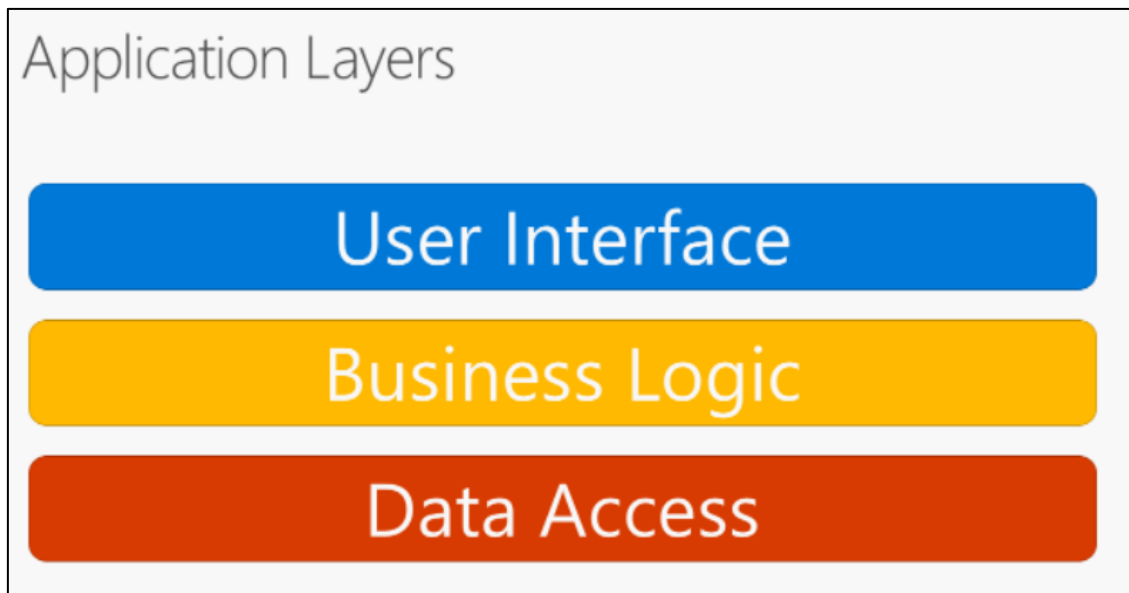 Application Layers
User Interface
Business Logic
Data Access